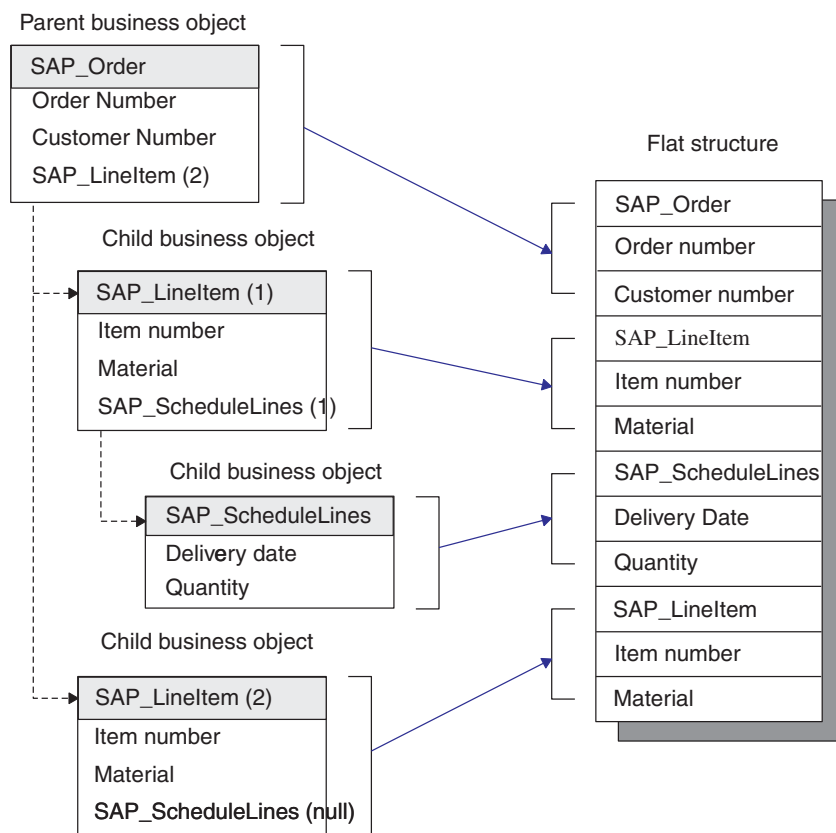 Parent business object
SAP_Order
Order Number
Customer Number
SAP_LineItem (2)
Child business object
SAP_LineItem (1)
Item number
Material
SAP_ScheduleLines (1)
Child business object
SAP_ScheduleLines
Delivery date
Quantity
Child business object
SAP_LineItem (2)
Item number
Material
SAP_ScheduleLines (null)
Flat structure
SAP_Order
Order number
Customer number
SAP_LineItem
Item number
Material
SAP_ScheduleLines
Delivery Date
Quantity
SAP_LineItem
Item number
Material